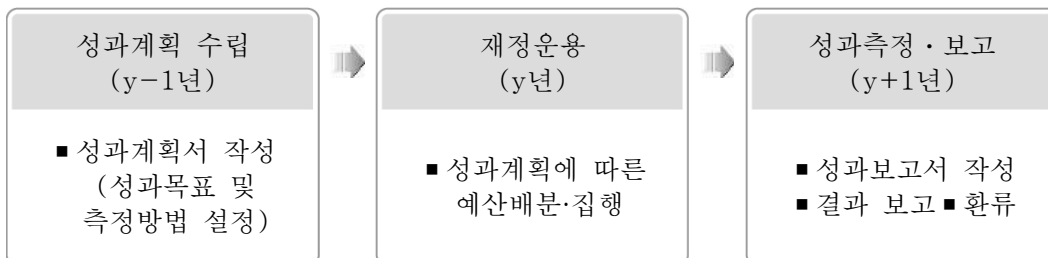 성과계획 수립
(y-1년)
■ 성과계획서 작성
(성과목표 및
측정방법 설정)
재정운용
(y년)
■ 성과계획에 따른
예산배분·집행
성과측정·보고
(y+1년)
■ 성과보고서 작성
■ 결과 보고 ■ 환류